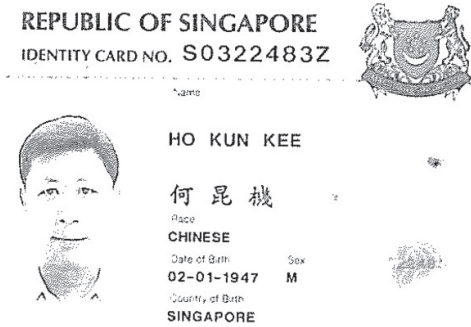 REPUBLIC OF SINGAPORE
IDENTITY CARD NO. S0322483Z
Name
HO KUN KEE
何昆機
Race
CHINESE
Date of Birth Sex
02-01-1947 M
Country of Birth
SINGAPORE